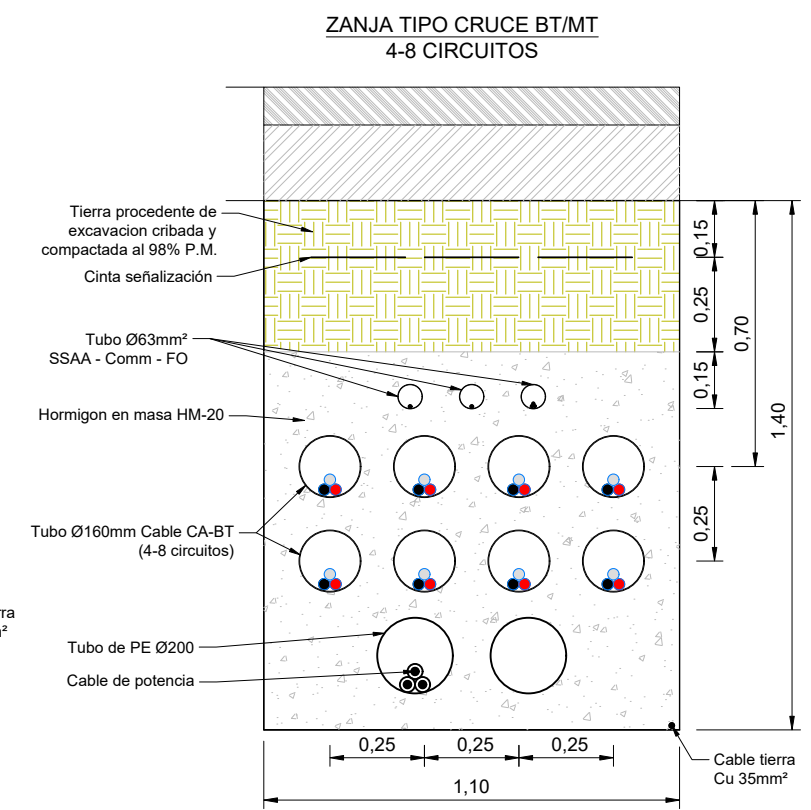 ZANJA TIPO CRUCE BT/MT
4-8 CIRCUITOS
Tierra procedente de
excavacion cribada y
compactada al 98% P.M.
Cinta señalización
Tubo Ø63mm²
SSAA - Comm - FO
Hormigon en masa HM-20
Tubo Ø160mm Cable CA-BT
(4-8 circuitos)
rra
n²
Tubo de PE Ø200
Cable de potencia
0,15
0,25
0,15
0,70
0,25
1,40
0,25
0,25
0,25
1,10
Cable tierra
Cu 35mm²